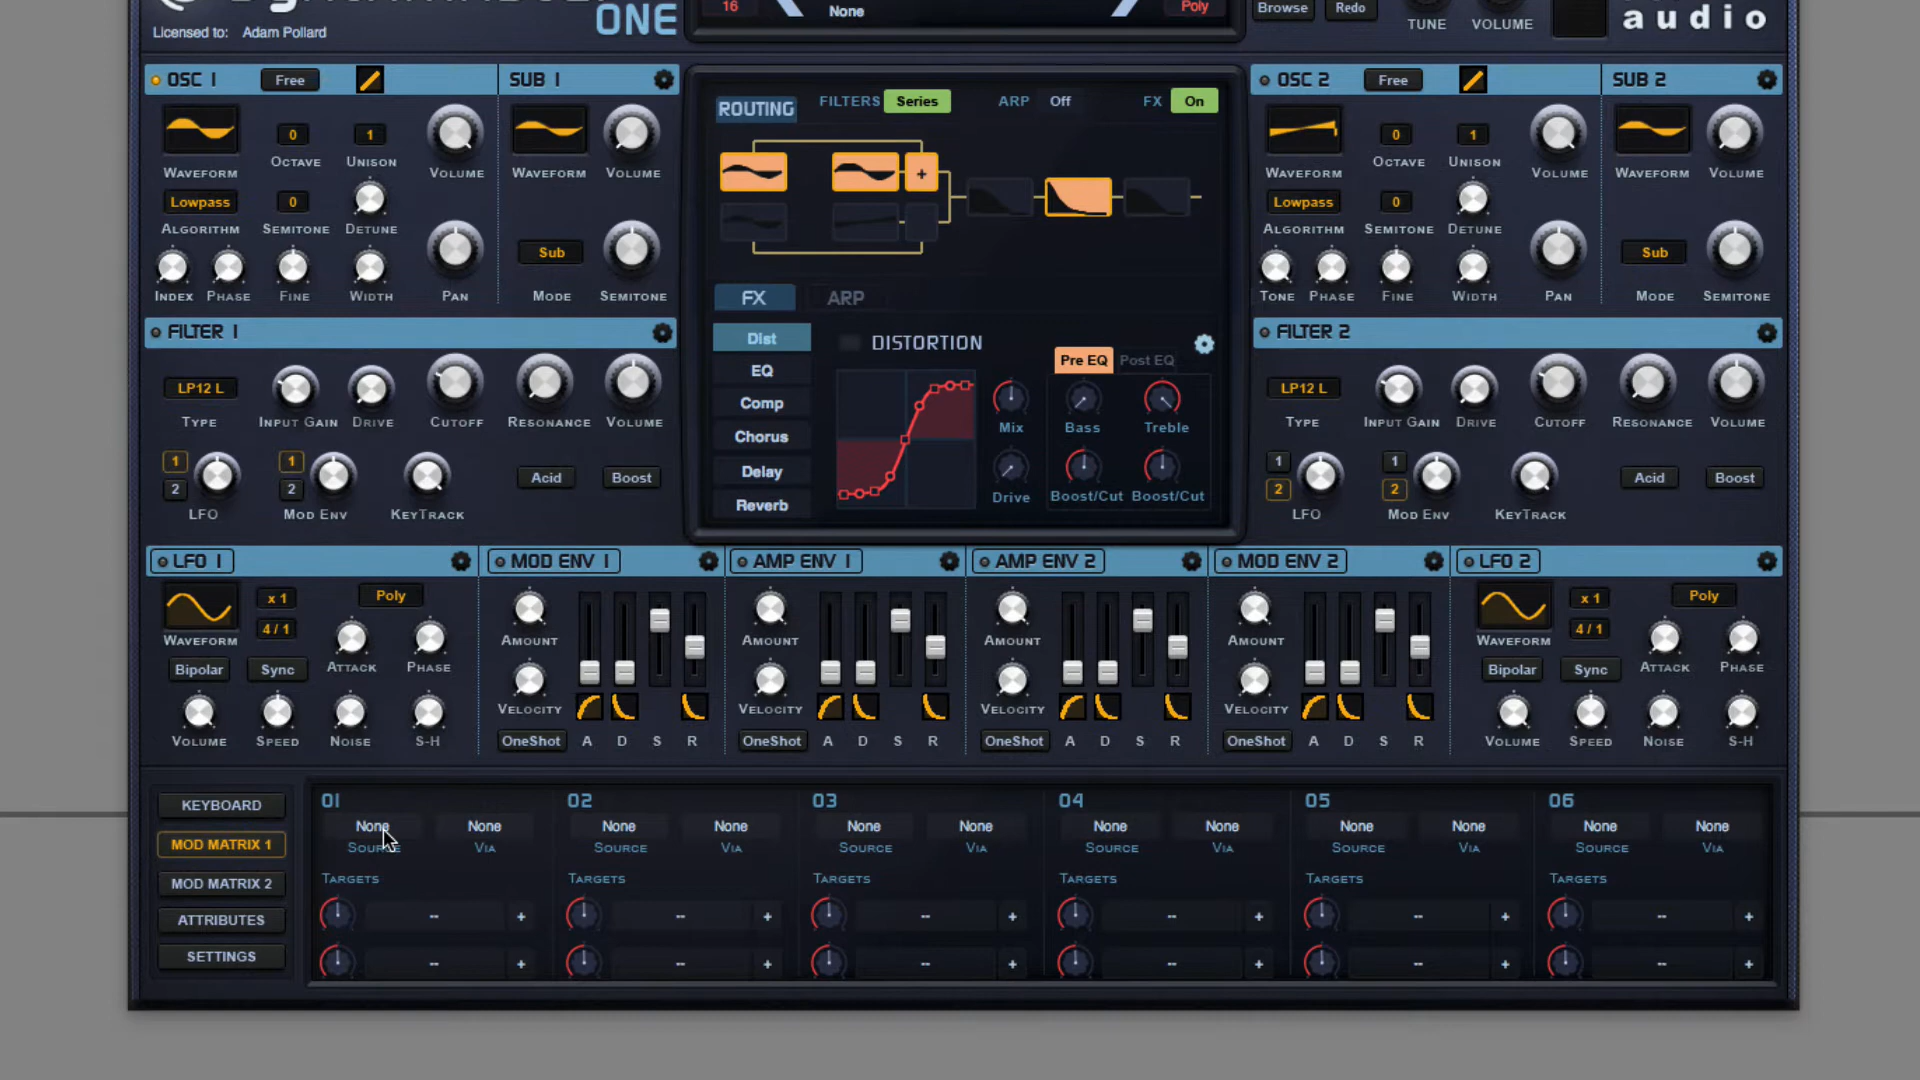 Licensed to: Adam Pollard
ONE
16
None
Poly
Browse
Redo
TUNE
VOLUME
audio
OSC 1
Free
SUB 1
0
1
WAVEFORM
OCTAVE
UNISON
VOLUME
WAVEFORM
VOLUME
Lowpass
0
ALGORITHM
SEMITONE
DETUNE
Sub
INDEX
PHASE
FINE
WIDTH
PAN
MODE
SEMITONE
ROUTING
FILTERS
Series
ARP
Off
FX
On
+
OSC 2
Free
SUB 2
0
1
WAVEFORM
OCTAVE
UNISON
VOLUME
WAVEFORM
VOLUME
Lowpass
0
ALGORITHM
SEMITONE
DETUNE
Sub
TONE
PHASE
FINE
WIDTH
PAN
MODE
SEMITONE
FILTER 1
LP12 L
TYPE
INPUT GAIN
DRIVE
CUTOFF
RESONANCE
VOLUME
1
2
LFO
1
2
MOD ENV
KEYTRACK
Acid
Boost
FX
ARP
Dist
EQ
Comp
Chorus
Delay
Reverb
DISTORTION
Pre EQ
Post EQ
Mix
Bass
Treble
Drive
Boost/Cut
Boost/Cut
FILTER 2
LP12 L
TYPE
INPUT GAIN
DRIVE
CUTOFF
RESONANCE
VOLUME
1
2
LFO
1
2
MOD ENV
KEYTRACK
Acid
Boost
LFO 1
x 1
4 / 1
Poly
WAVEFORM
ATTACK
PHASE
Bipolar
Sync
VOLUME
SPEED
NOISE
S-H
MOD ENV 1
AMOUNT
VELOCITY
OneShot
A
D
S
R
AMP ENV 1
AMOUNT
VELOCITY
OneShot
A
D
S
R
AMP ENV 2
AMOUNT
VELOCITY
OneShot
A
D
S
R
MOD ENV 2
AMOUNT
VELOCITY
OneShot
A
D
S
R
LFO 2
x 1
4 / 1
Poly
WAVEFORM
ATTACK
PHASE
Bipolar
Sync
VOLUME
SPEED
NOISE
S-H
KEYBOARD
MOD MATRIX 1
MOD MATRIX 2
ATTRIBUTES
SETTINGS
01
None
None
SOURCE
VIA
TARGETS
--
+
--
+
02
None
None
SOURCE
VIA
TARGETS
--
+
--
+
03
None
None
SOURCE
VIA
TARGETS
--
+
--
+
04
None
None
SOURCE
VIA
TARGETS
--
+
--
+
05
None
None
SOURCE
VIA
TARGETS
--
+
--
+
06
None
None
SOURCE
VIA
TARGETS
--
+
--
+